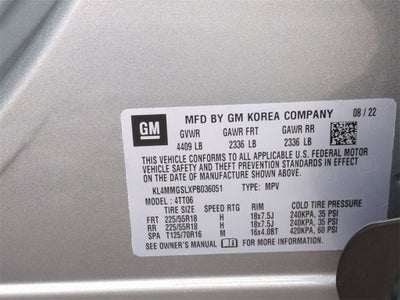 GM
MFD BY GM KOREA COMPANY 08 / 22
GVWR GAWR FRT GAWR RR
4409 LB 2336 LB 2336 LB
THIS VEHICLE CONFORMS TO ALL APPLICABLE U.S. FEDERAL MOTOR
VEHICLE SAFETY AND THEFT PREVENTION STANDARDS IN EFFECT
ON THE DATE OF MANUFACTURE SHOWN ABOVE.
KL4MMGSLXPB036051 TYPE: MPV
MODEL: 4TT06
TIRE SIZE SPEED RTG RIM COLD TIRE PRESSURE
FRT 225/55R18 H 18x7.5J 240KPA, 35 PSI
RR 225/55R18 H 18x7.5J 240KPA, 35 PSI
SPA T125/70R16 M 16x4.0BT 420KPA, 60 PSI
SEE OWNER'S MANUAL FOR MORE INFORMATION.